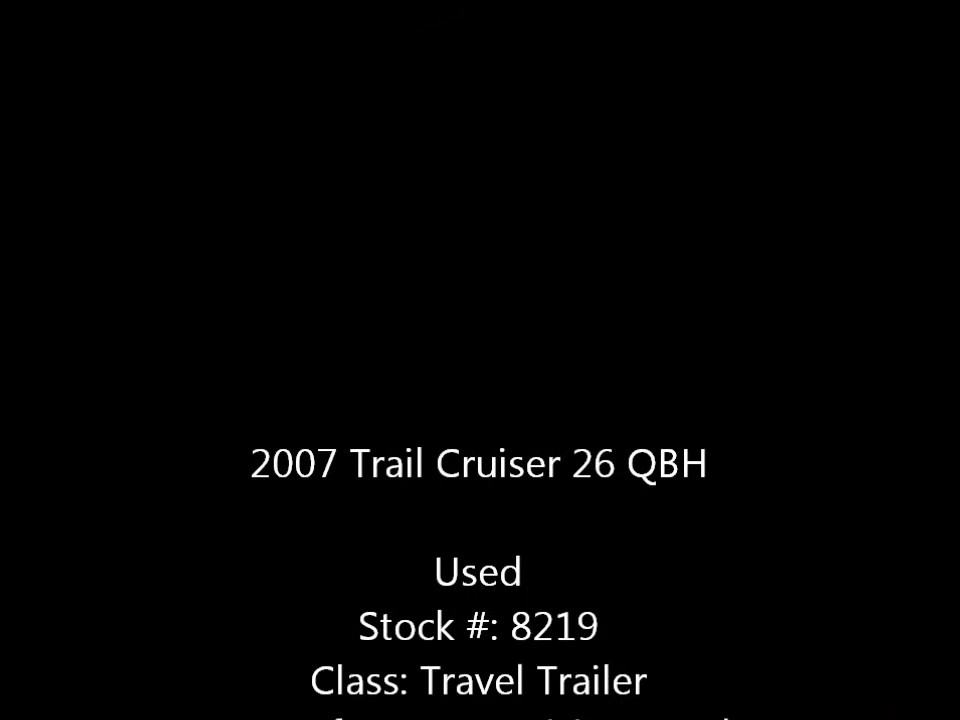 2007 Trail Cruiser 26 QBH
Used
Stock #: 8219
Class: Travel Trailer